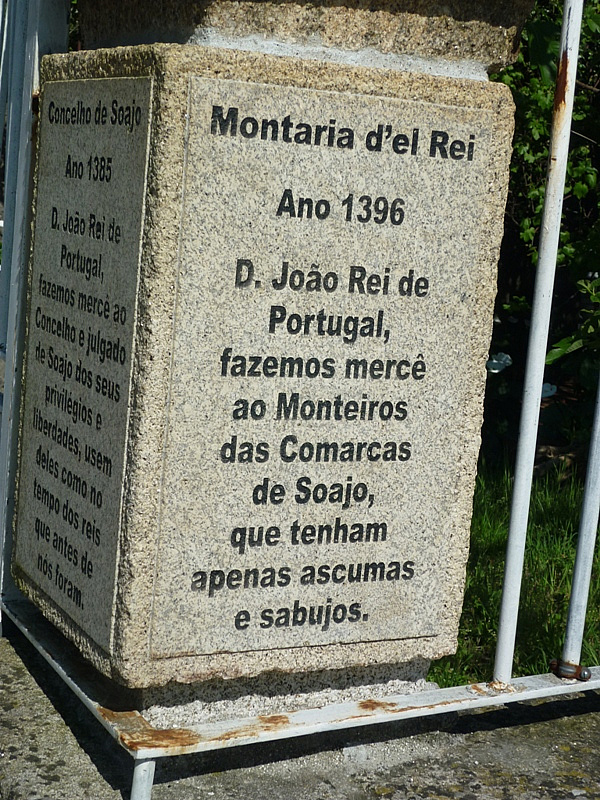 Concelho de Soajo
Ano 1385
D. João Rei de
Portugal,
fazemos mercê ao
Concelho e julgado
de Soajo dos seus
privilégios e
liberdades, usem
deles como no
tempo dos reis
que antes de
nós foram.
Montaria d'el Rei
Ano 1396
D. João Rei de
Portugal,
fazemos mercê
ao Monteiros
das Comarcas
de Soajo,
que tenham
apenas ascumas
e sabujos.